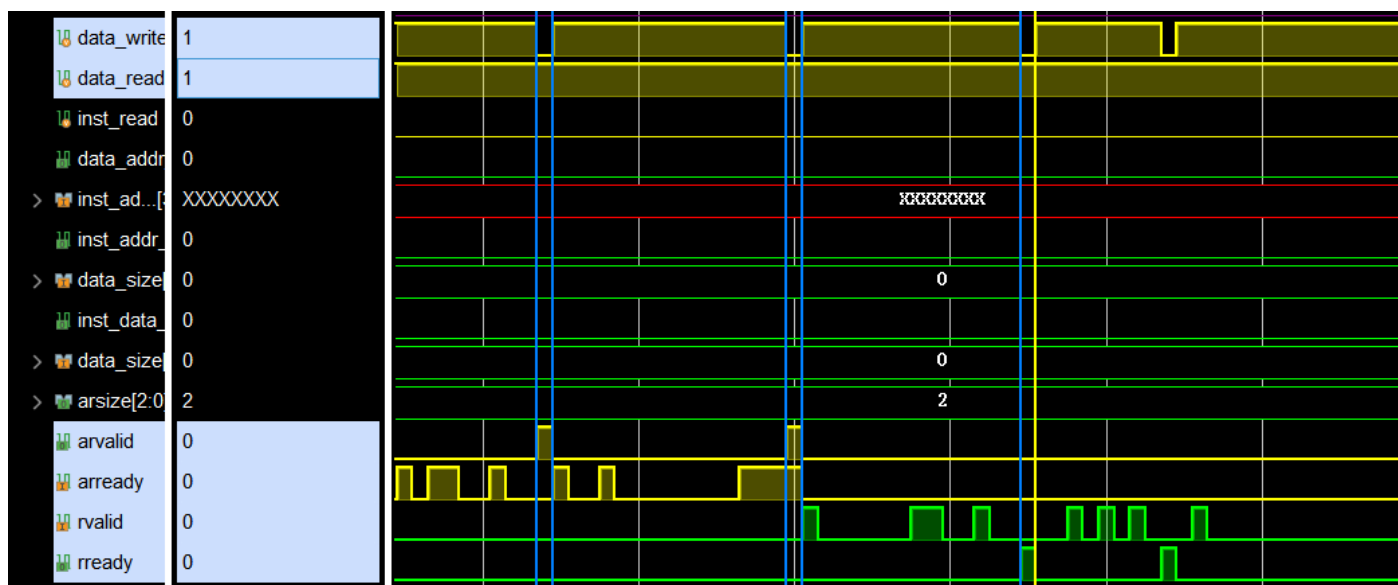 data_write 1
data_read 1
inst_read 0
data_addr 0
inst_ad...[3 XXXXXXXX XXXXXXXX
inst_addr_ 0
data_size[ 0 0
inst_data_ 0
data_size[ 0 0
arsize[2:0] 2 2
arvalid 0
arready 0
rvalid 0
rready 0